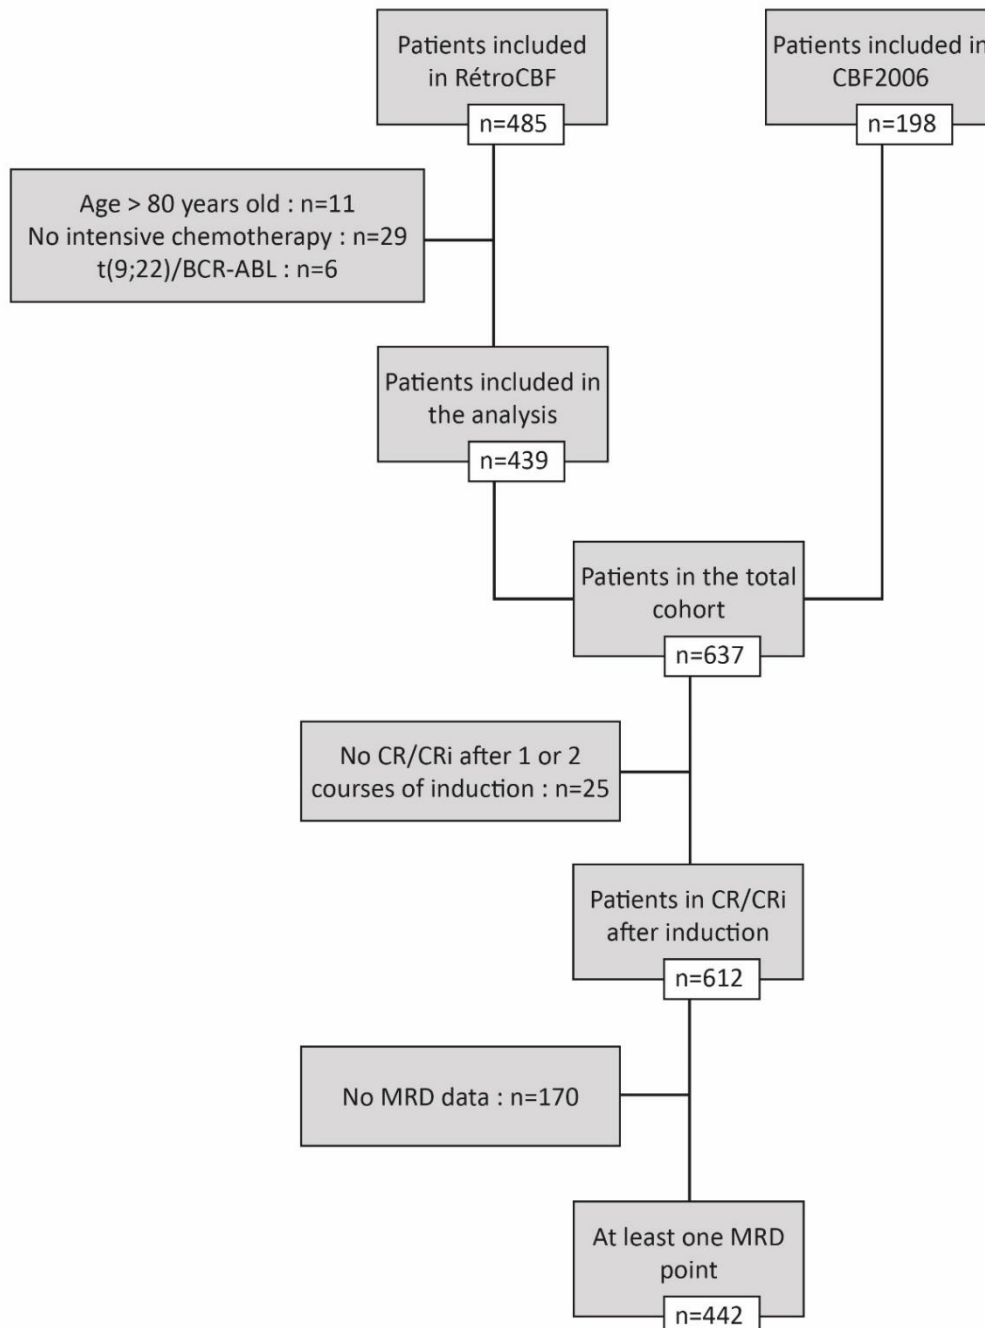 Patients included
in RétroCBF
n=485
Patients included in
CBF2006
n=198
Age > 80 years old : n=11
No intensive chemotherapy : n=29
t(9;22)/BCR-ABL : n=6
Patients included in
the analysis
n=439
Patients in the total
cohort
n=637
No CR/CRi after 1 or 2
courses of induction : n=25
Patients in CR/CRi
after induction
n=612
No MRD data : n=170
At least one MRD
point
n=442